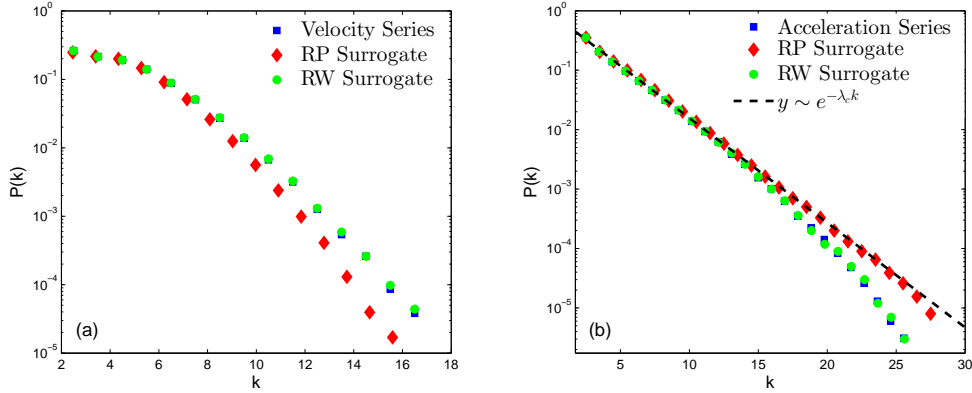 10^0
10^-1
10^-2
10^-3
10^-4
10^-5
P(k)
2 4 6 8 10 12 14 16 18
k
(a)
Velocity Series
RP Surrogate
RW Surrogate
10^0
10^-1
10^-2
10^-3
10^-4
10^-5
P(k)
5 10 15 20 25 30
k
(b)
Acceleration Series
RP Surrogate
RW Surrogate
y ∼ e^{-λ_c k}